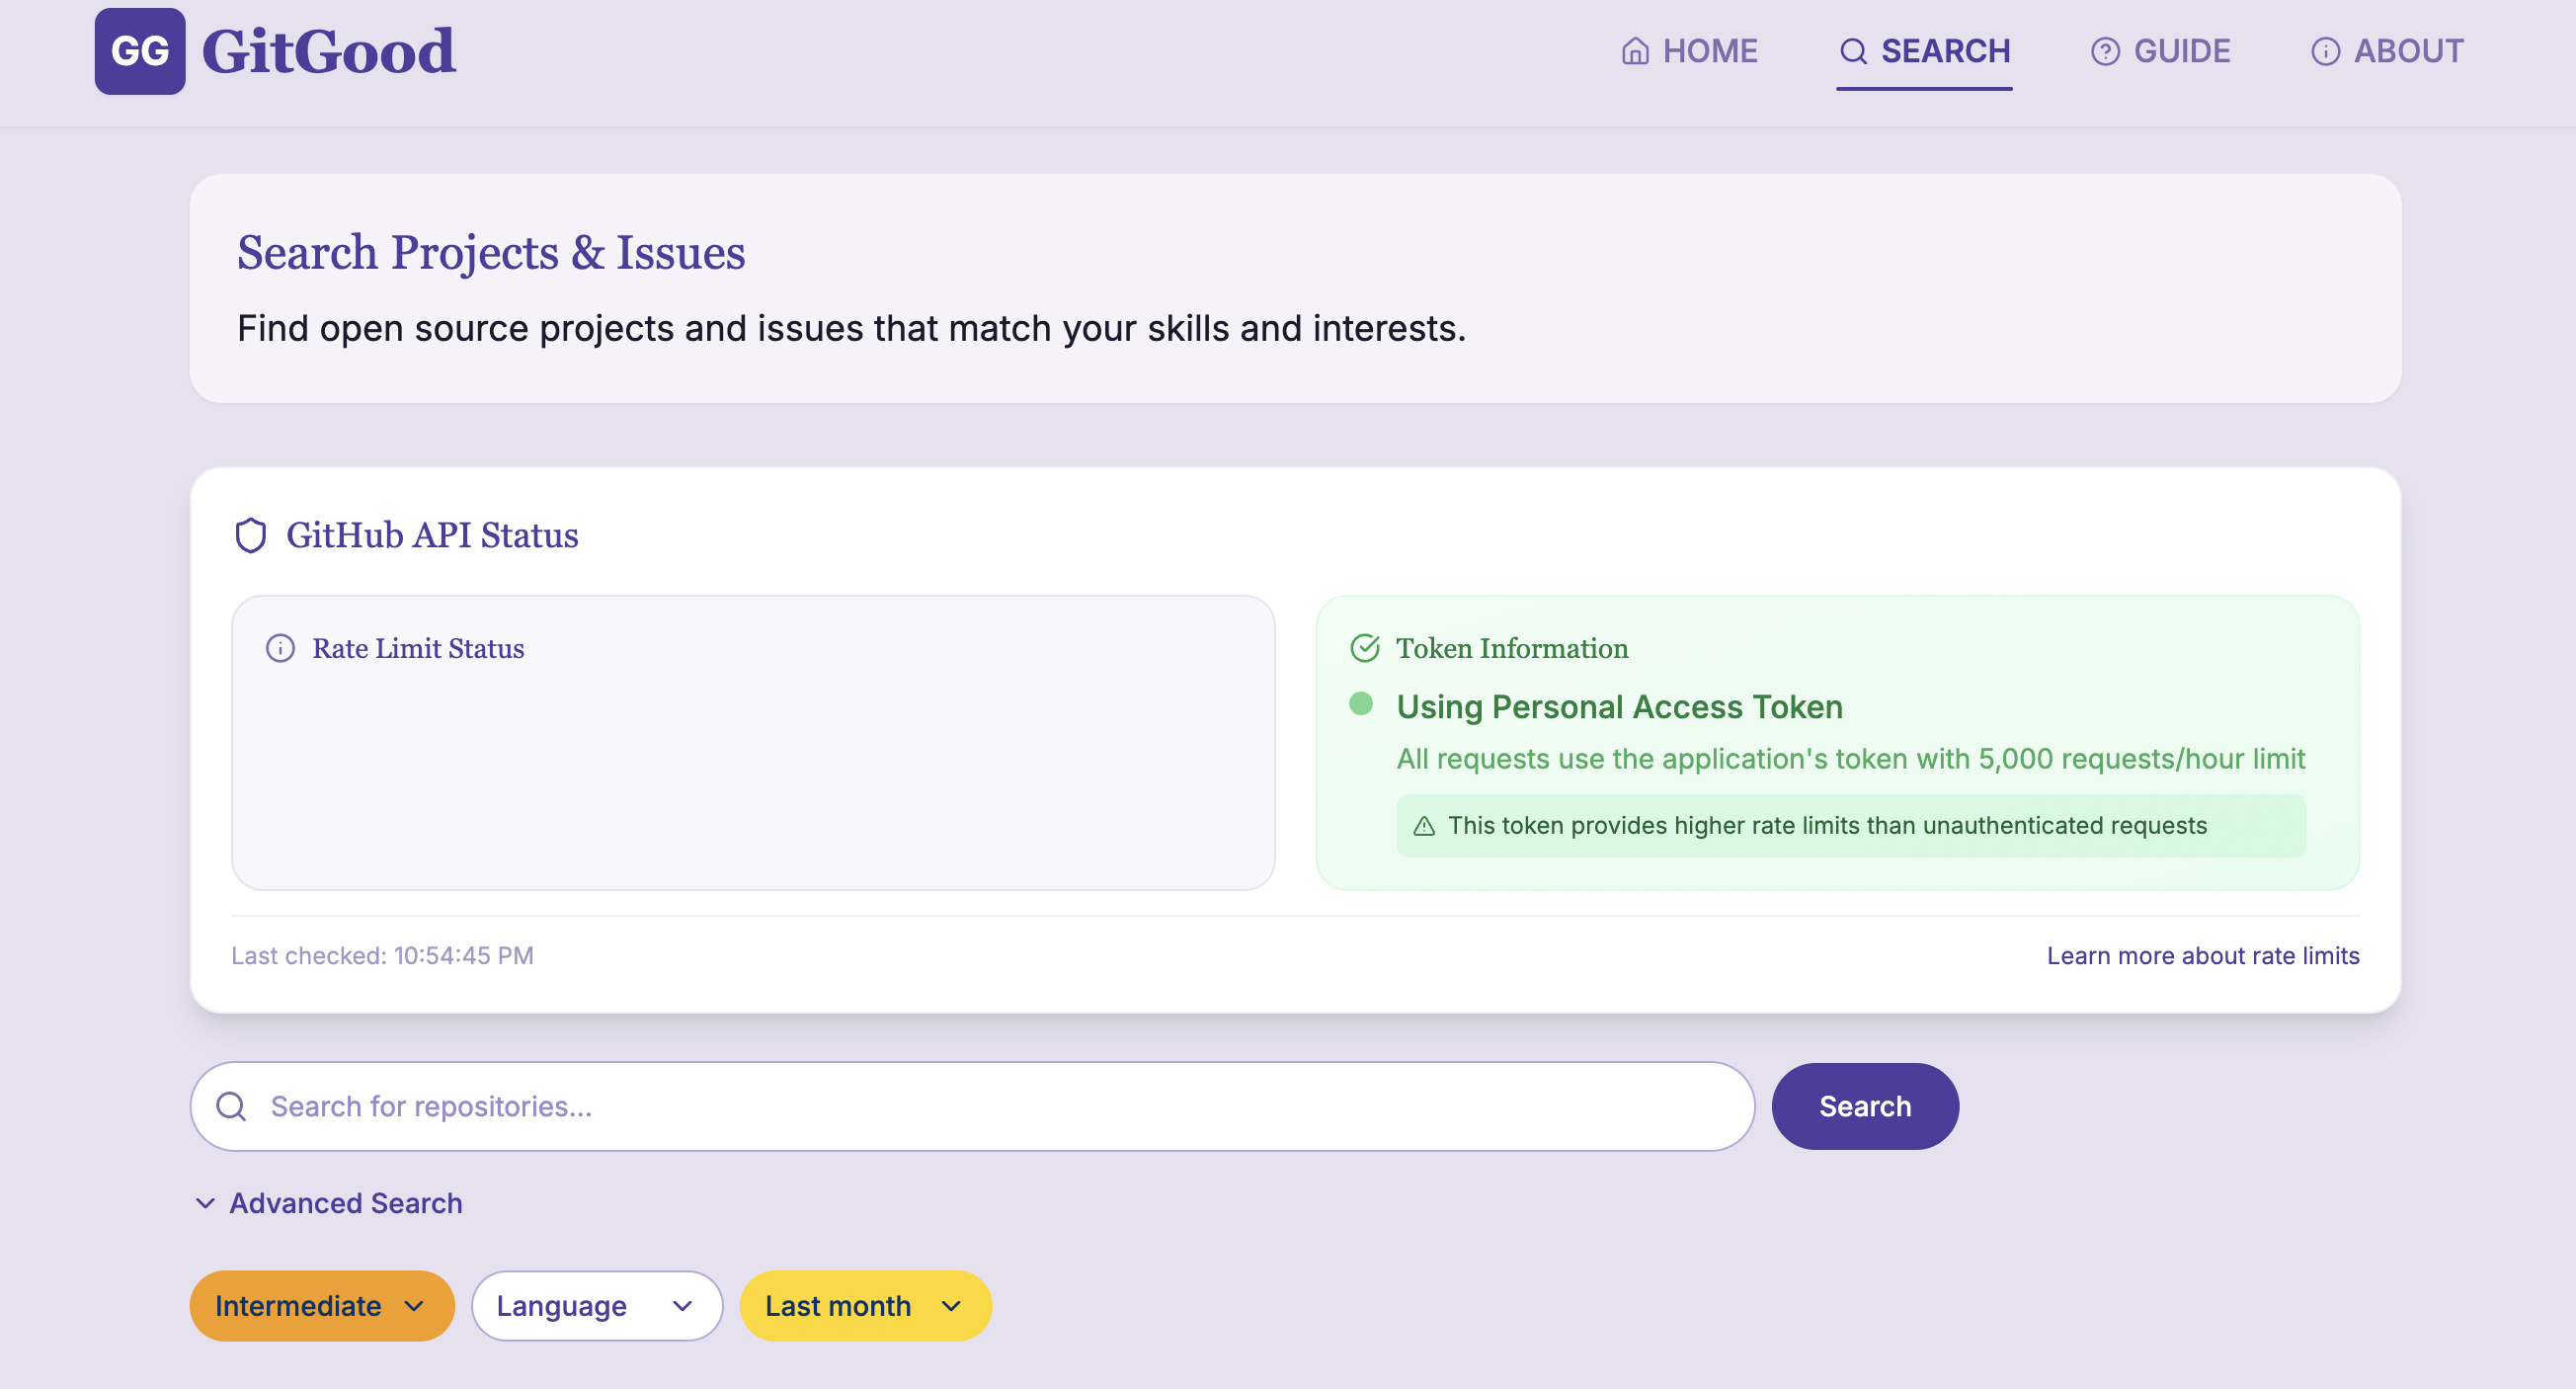 GG GitGood
HOME
SEARCH
GUIDE
ABOUT
Search Projects & Issues
Find open source projects and issues that match your skills and interests.
GitHub API Status
Rate Limit Status
Token Information
Using Personal Access Token
All requests use the application's token with 5,000 requests/hour limit
This token provides higher rate limits than unauthenticated requests
Last checked: 10:54:45 PM
Learn more about rate limits
Search for repositories...
Search
Advanced Search
Intermediate
Language
Last month